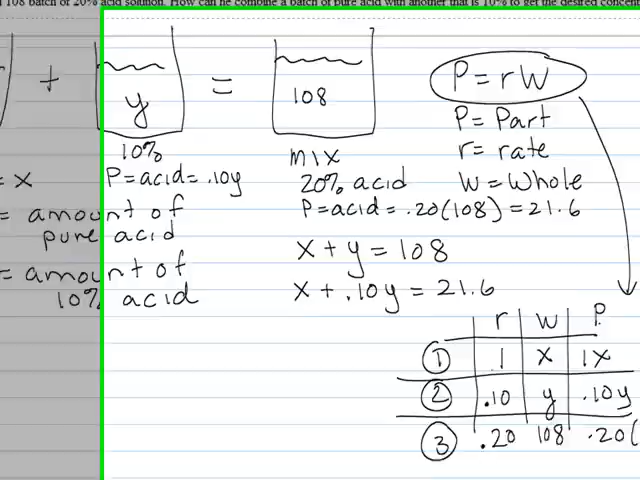 108 batch of 20% acid solution. How can he combine a batch of pure acid with another that is 10% to get the desired concent
+ y = 108
P = rW
P = Part
r = rate
W = Whole
10%
mix
= x
P = acid = .10y
20% acid
P = acid = .20(108) = 21.6
= amount of
pure acid
= amount of
10% acid
x + y = 108
x + .10y = 21.6
r W P
① 1 x 1x
② .10 y .10y
③ .20 108 .20(